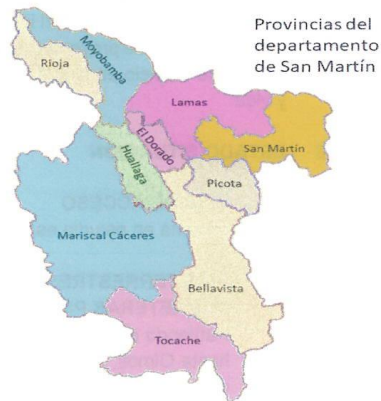 Provincias del
departamento
de San Martín
Moyobamba
Rioja
Lamas
El Dorado
San Martín
Huallaga
Picota
Mariscal Cáceres
Bellavista
Tocache